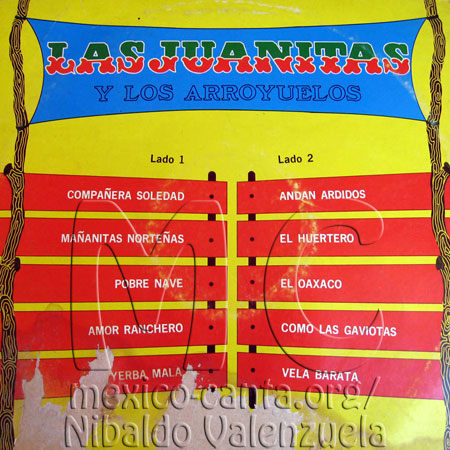 LAS JUANITAS
Y LOS ARROYUELOS
Lado 1
COMPAÑERA SOLEDAD
MAÑANITAS NORTEÑAS
POBRE NAVE
AMOR RANCHERO
YERBA MALA
Lado 2
ANDAN ARDIDOS
EL HUERTERO
EL OAXACO
COMO LAS GAVIOTAS
VELA BARATA
MC
mexico-canta.org/
Nibaldo Valenzuela